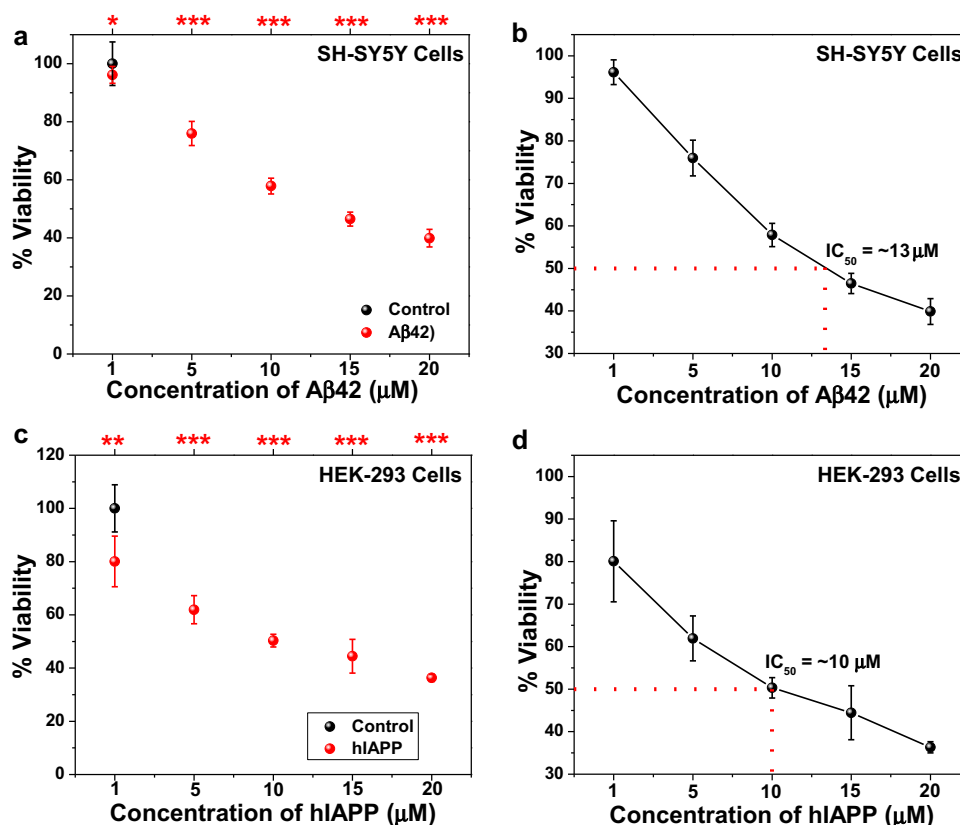 a
* *** *** *** ***
SH-SY5Y Cells
100
80
60
40
20
0
% Viability
Control
Aβ42)
1 5 10 15 20
Concentration of Aβ42 (μM)
b
SH-SY5Y Cells
100
90
80
70
60
50
40
30
% Viability
IC50 = ~13 μM
1 5 10 15 20
Concentration of Aβ42 (μM)
c
** *** *** *** ***
HEK-293 Cells
120
100
80
60
40
20
0
% Viability
Control
hIAPP
1 5 10 15 20
Concentration of hIAPP (μM)
d
HEK-293 Cells
100
90
80
70
60
50
40
30
% Viability
IC50 = ~10 μM
1 5 10 15 20
Concentration of hIAPP (μM)